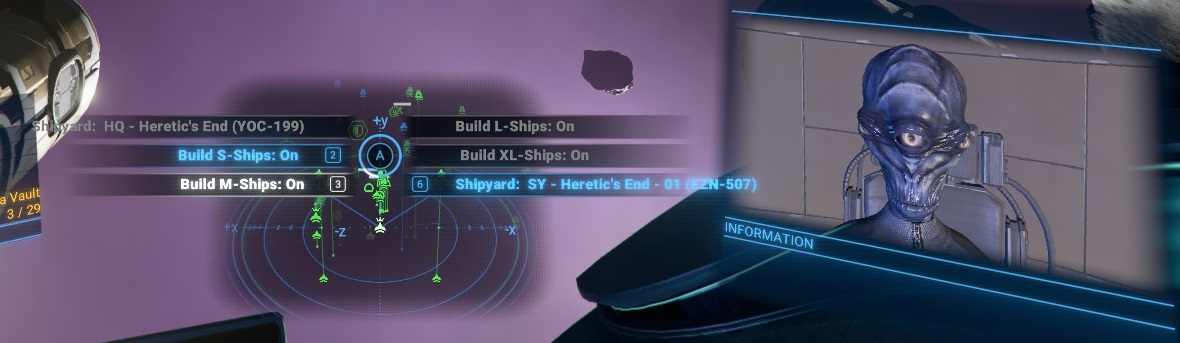 Shipyard: HQ - Heretic's End (YOC-199)
+y
Build L-Ships: On
Build S-Ships: On 2
A
Build XL-Ships: On
Build M-Ships: On 3
6 Shipyard: SY - Heretic's End - 01 (EZN-507)
a Vault
3 / 29
+x
-z
-x
INFORMATION